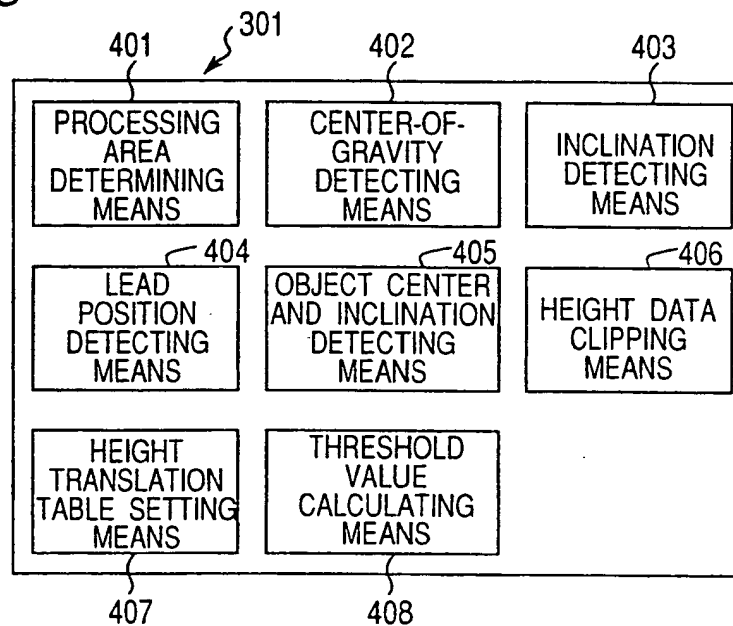 301
401
402
403
PROCESSING
AREA
DETERMINING
MEANS
CENTER-OF-
GRAVITY
DETECTING
MEANS
INCLINATION
DETECTING
MEANS
404
405
406
LEAD
POSITION
DETECTING
MEANS
OBJECT CENTER
AND INCLINATION
DETECTING
MEANS
HEIGHT DATA
CLIPPING
MEANS
HEIGHT
TRANSLATION
TABLE SETTING
MEANS
THRESHOLD
VALUE
CALCULATING
MEANS
407
408